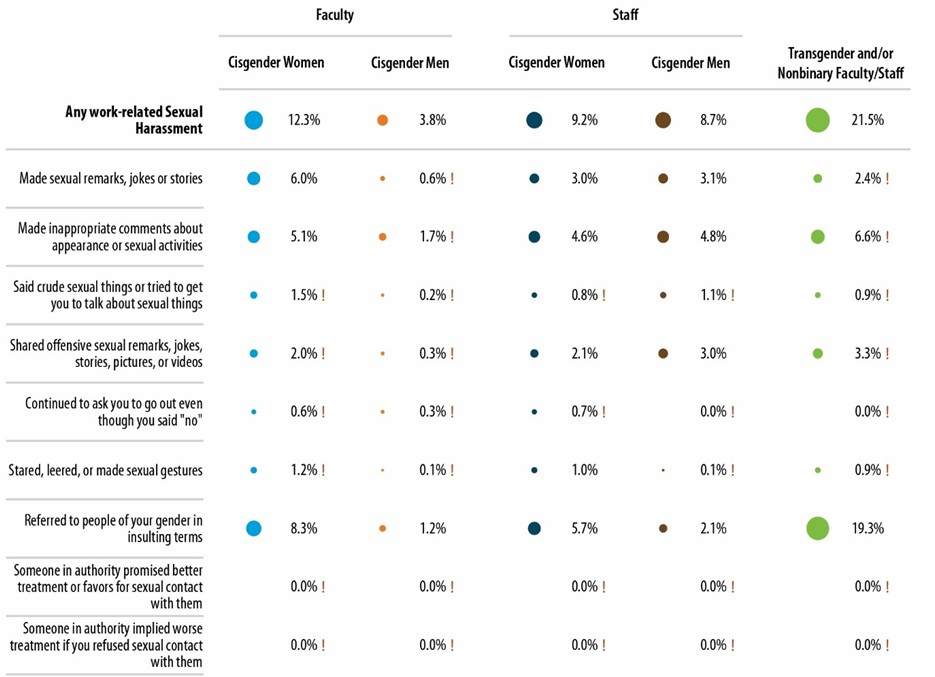 Faculty Staff
Cisgender Women Cisgender Men Cisgender Women Cisgender Men Transgender and/or
Nonbinary Faculty/Staff
Any work-related Sexual
Harassment 12.3% 3.8% 9.2% 8.7% 21.5%
Made sexual remarks, jokes or stories 6.0% 0.6% ! 3.0% 3.1% 2.4% !
Made inappropriate comments about
appearance or sexual activities 5.1% 1.7% ! 4.6% 4.8% 6.6% !
Said crude sexual things or tried to get
you to talk about sexual things 1.5% ! 0.2% ! 0.8% ! 1.1% ! 0.9% !
Shared offensive sexual remarks, jokes,
stories, pictures, or videos 2.0% ! 0.3% ! 2.1% 3.0% 3.3% !
Continued to ask you to go out even
though you said "no" 0.6% ! 0.3% ! 0.7% ! 0.0% ! 0.0% !
Stared, leered, or made sexual gestures 1.2% ! 0.1% ! 1.0% 0.1% ! 0.9% !
Referred to people of your gender in
insulting terms 8.3% 1.2% 5.7% 2.1% 19.3%
Someone in authority promised better
treatment or favors for sexual contact
with them 0.0% ! 0.0% ! 0.0% ! 0.0% ! 0.0% !
Someone in authority implied worse
treatment if you refused sexual contact
with them 0.0% ! 0.0% ! 0.0% ! 0.0% ! 0.0% !